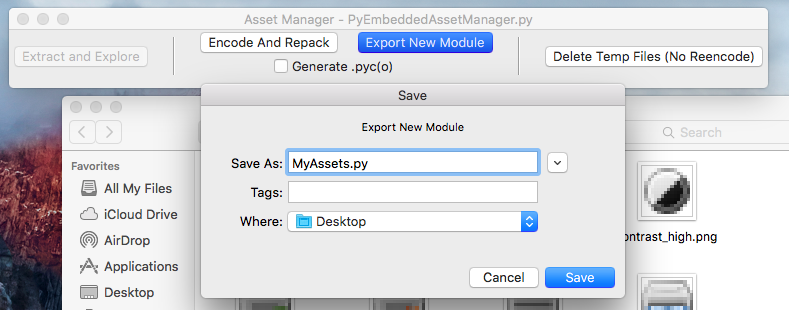 Asset Manager - PyEmbeddedAssetManager.py
Extract and Explore
Encode And Repack
Export New Module
Generate .pyc(o)
Delete Temp Files (No Reencode)
Save
Export New Module
Save As: MyAssets.py
Tags:
Where: Desktop
Cancel
Save
Search
Favorites
All My Files
iCloud Drive
AirDrop
Applications
Desktop
ontrast_high.png